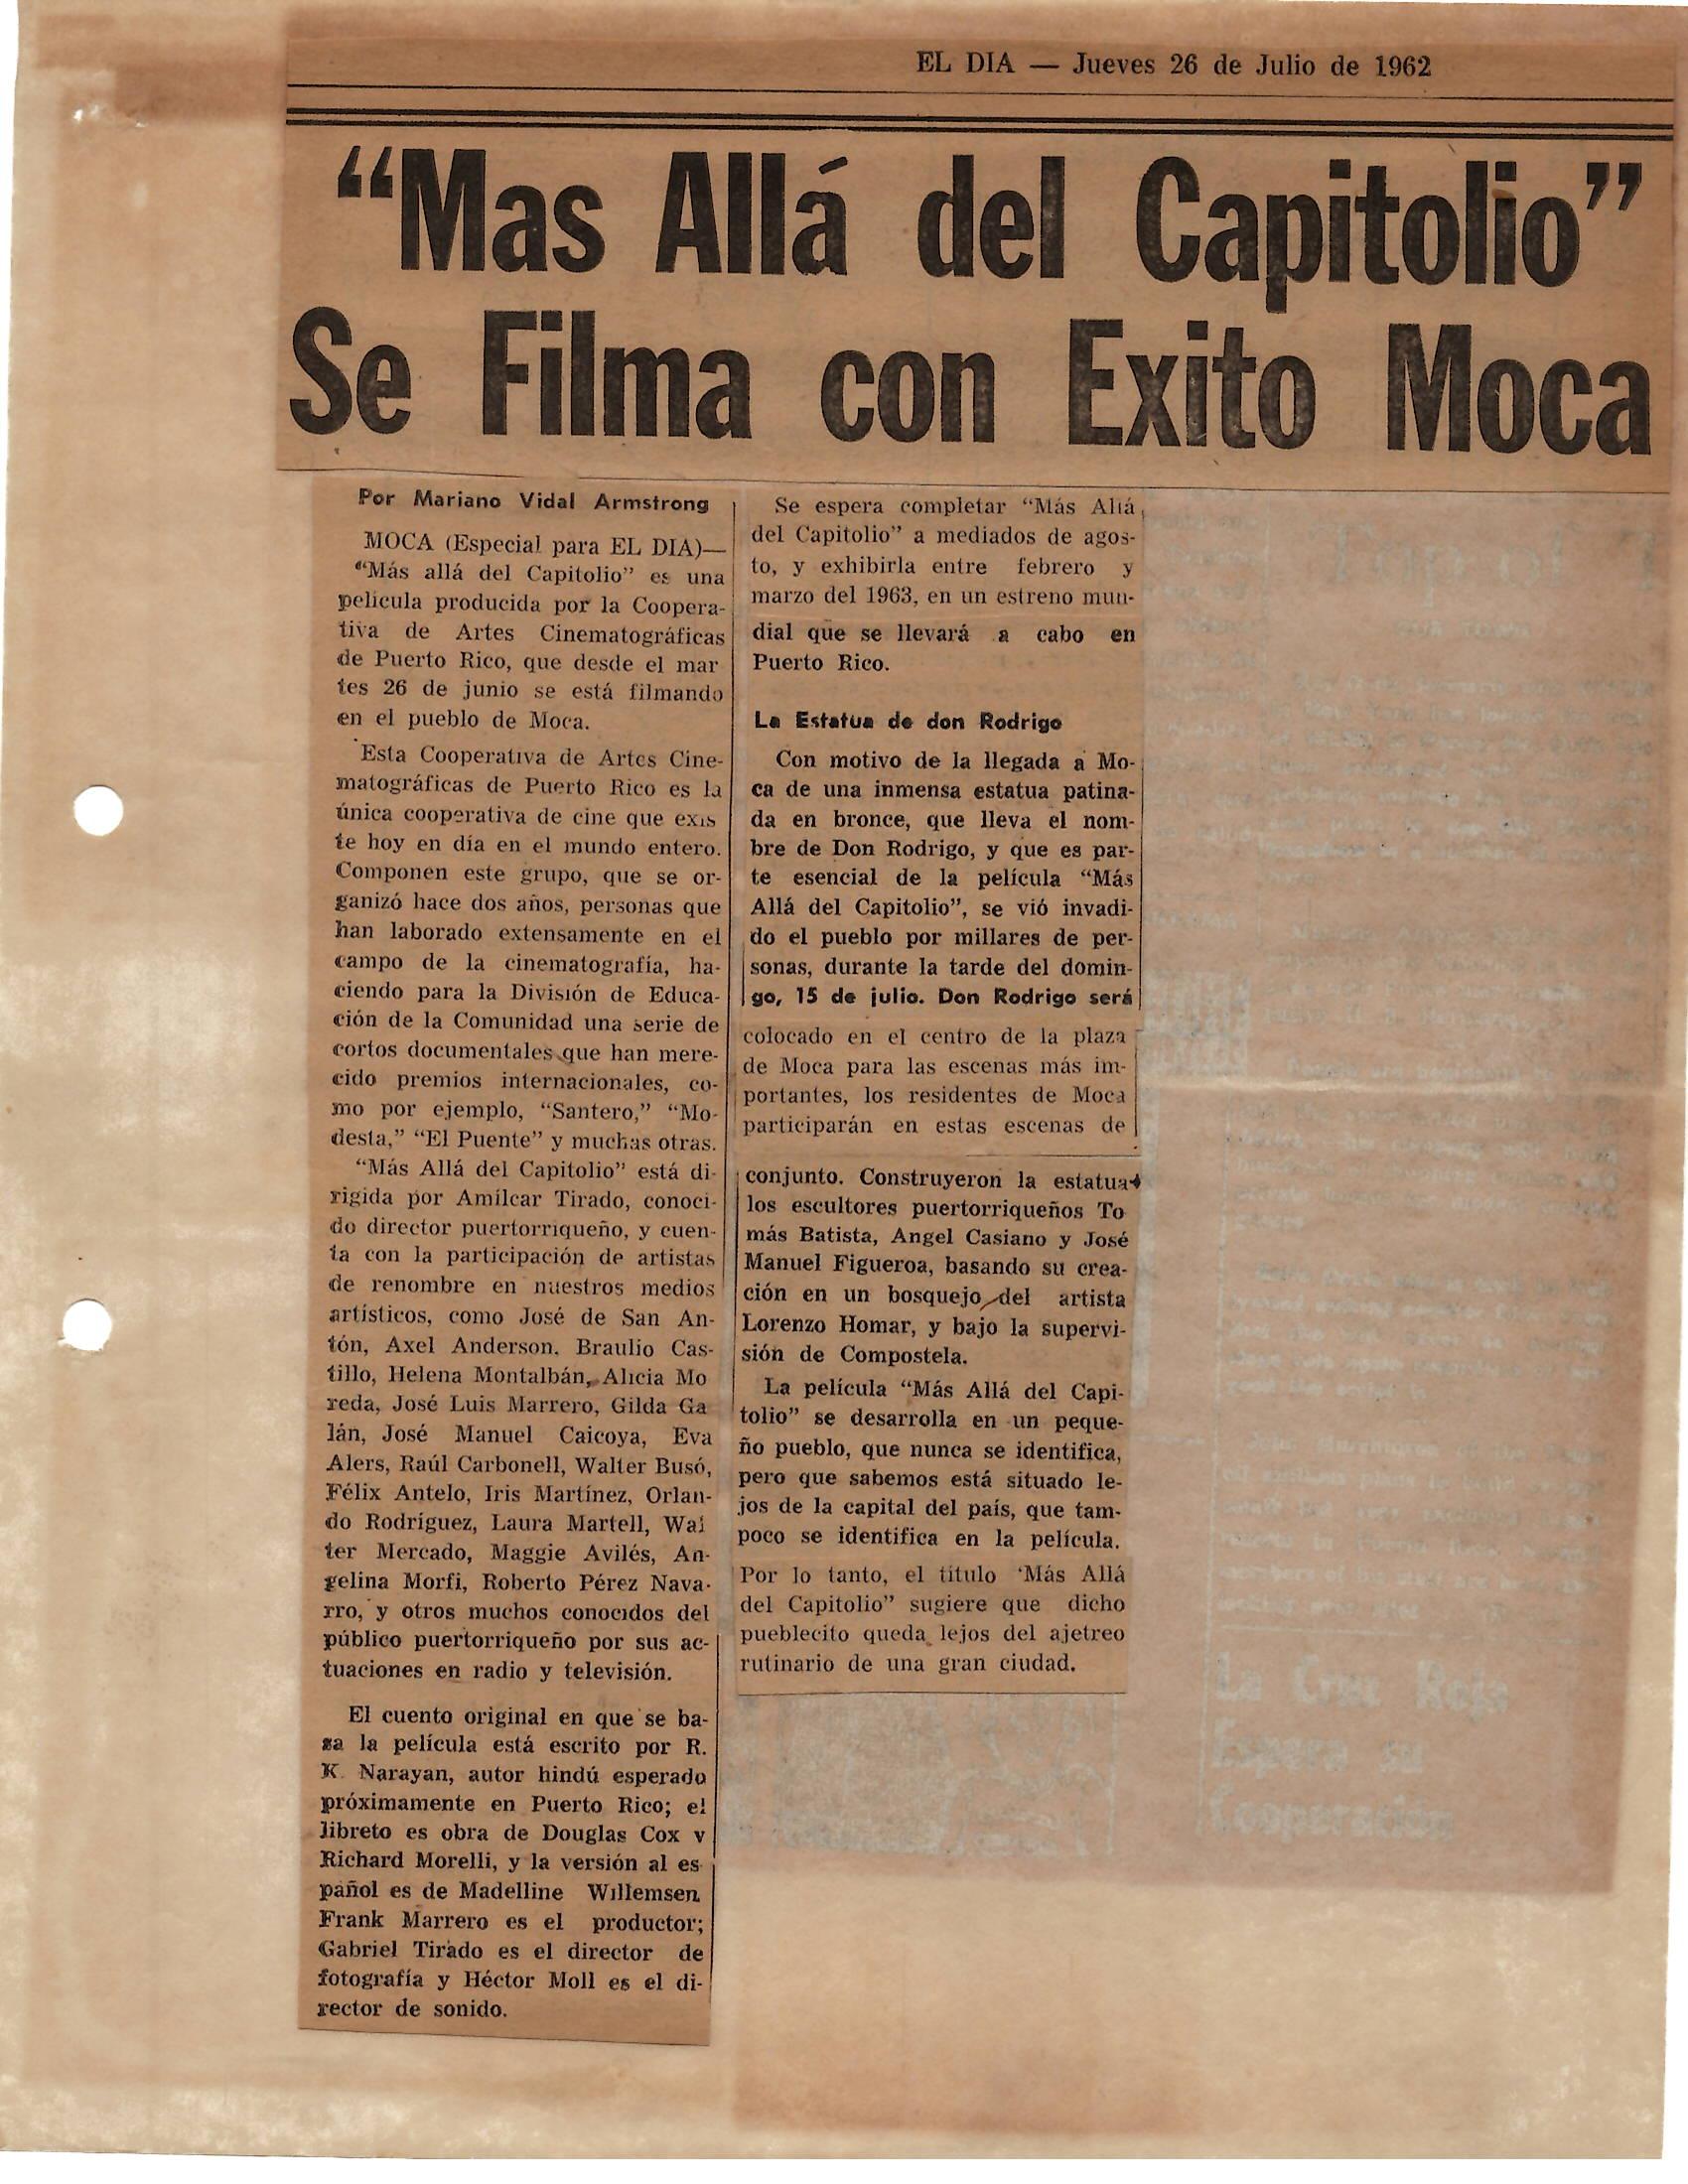 EL DIA — Jueves 26 de Julio de 1962
“Mas Allá del Capitolio”
Se Filma con Exito Moca
Por Mariano Vidal Armstrong
MOCA (Especial para EL DIA)—
“Más allá del Capitolio” es una
película producida por la Coopera-
tiva de Artes Cinematográficas
de Puerto Rico, que desde el mar
tes 26 de junio se está filmando
en el pueblo de Moca.
Esta Cooperativa de Artes Cine-
matográficas de Puerto Rico es la
única cooperativa de cine que exis
te hoy en día en el mundo entero.
Componen este grupo, que se or-
ganizó hace dos años, personas que
han laborado extensamente en el
campo de la cinematografía, ha-
ciendo para la División de Educa-
ción de la Comunidad una serie de
cortos documentales que han mere-
cido premios internacionales, co-
mo por ejemplo, “Santero,” “Mo-
desta,” “El Puente” y muchas otras.
“Más Allá del Capitolio” está di-
rigida por Amílcar Tirado, conoci-
do director puertorriqueño, y cuen-
ta con la participación de artistas
de renombre en nuestros medios
artísticos, como José de San An-
tón, Axel Anderson. Braulio Cas-
tillo, Helena Montalbán, Alicia Mo
reda, José Luis Marrero, Gilda Ga
lán, José Manuel Caicoya, Eva
Alers, Raúl Carbonell, Walter Busó,
Félix Antelo, Iris Martínez, Orlan-
do Rodríguez, Laura Martell, Wal
ter Mercado, Maggie Avilés, An-
gelina Morfi, Roberto Pérez Nava-
rro, y otros muchos conocidos del
público puertorriqueño por sus ac-
tuaciones en radio y televisión.
El cuento original en que se ba-
sa la película está escrito por R.
K. Narayan, autor hindú esperado
próximamente en Puerto Rico; el
libreto es obra de Douglas Cox y
Richard Morelli, y la versión al es
pañol es de Madelline Willemsen
Frank Marrero es el productor;
Gabriel Tirado es el director de
fotografía y Héctor Moll es el di-
rector de sonido.
Se espera completar “Más Allá
del Capitolio” a mediados de agos-
to, y exhibirla entre febrero y
marzo del 1963, en un estreno mun-
dial que se llevará a cabo en
Puerto Rico.
La Estatua de don Rodrigo
Con motivo de la llegada a Mo-
ca de una inmensa estatua patina-
da en bronce, que lleva el nom-
bre de Don Rodrigo, y que es par-
te esencial de la película “Más
Allá del Capitolio”, se vió invadi-
do el pueblo por millares de per-
sonas, durante la tarde del domin-
go, 15 de julio. Don Rodrigo será
colocado en el centro de la plaza
de Moca para las escenas más im-
portantes, los residentes de Moca
participarán en estas escenas de
conjunto. Construyeron la estatua
los escultores puertorriqueños To
más Batista, Angel Casiano y José
Manuel Figueroa, basando su crea-
ción en un bosquejo del artista
Lorenzo Homar, y bajo la supervi-
sión de Compostela.
La película “Más Allá del Capi-
tolio” se desarrolla en un peque-
ño pueblo, que nunca se identifica,
pero que sabemos está situado le-
jos de la capital del país, que tam-
poco se identifica en la película.
Por lo tanto, el título ‘Más Allá
del Capitolio” sugiere que dicho
pueblecito queda lejos del ajetreo
rutinario de una gran ciudad.
La Cruz Roja
Espera su
Cooperación